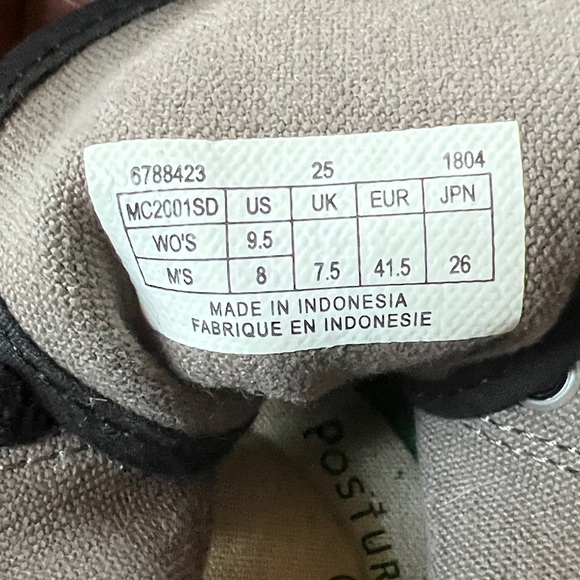 6788423 25 1804
MC2001SD US UK EUR JPN
WO'S 9.5
M'S 8 7.5 41.5 26
MADE IN INDONESIA
FABRIQUE EN INDONESIE
postur